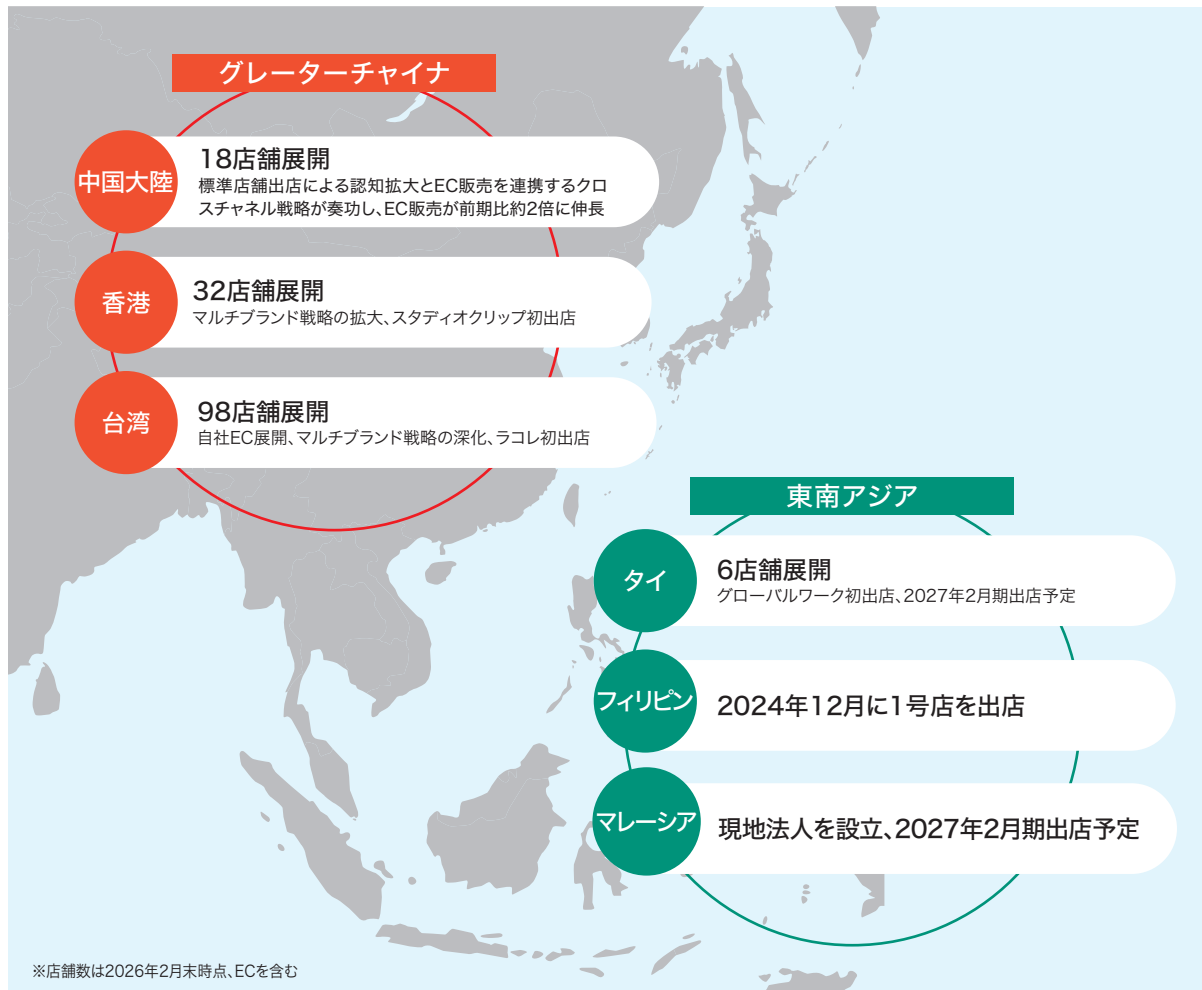 グレーターチャイナ
中国大陸
18店舗展開
標準店舗出店による認知拡大とEC販売を連携するクロ
スチャネル戦略が奏功し、EC販売が前期比約2倍に伸長
香港
32店舗展開
マルチブランド戦略の拡大、スタディオクリップ初出店
台湾
98店舗展開
自社EC展開、マルチブランド戦略の深化、ラコレ初出店
東南アジア
タイ
6店舗展開
グローバルワーク初出店、2027年2月期出店予定
フィリピン
2024年12月に1号店を出店
マレーシア
現地法人を設立、2027年2月期出店予定
※店舗数は2026年2月末時点、ECを含む